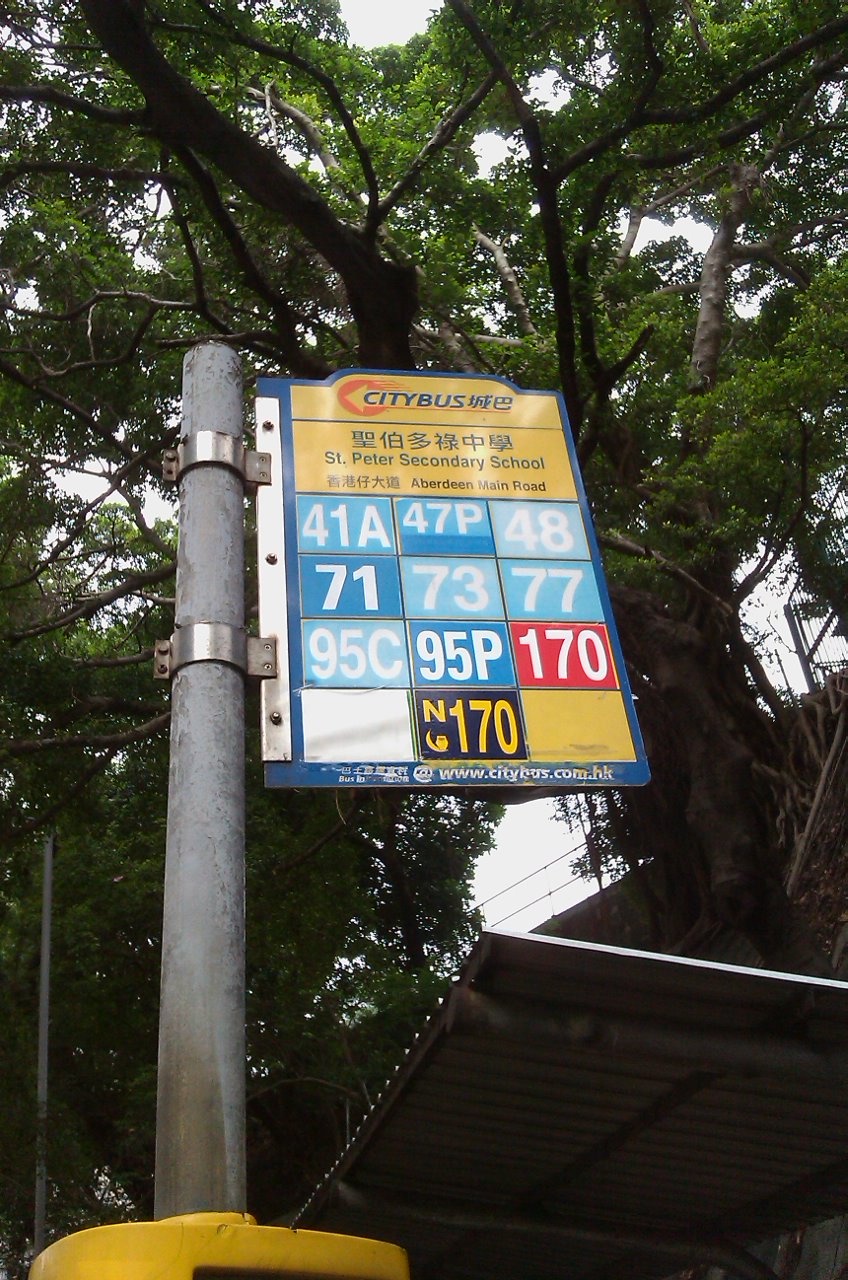 CITYBUS城巴
聖伯多祿中學
St. Peter Secondary School
香港仔大道 Aberdeen Main Road
41A 47P 48
71 73 77
95C 95P 170
N170
@ www.citybus.com.hk
Bus